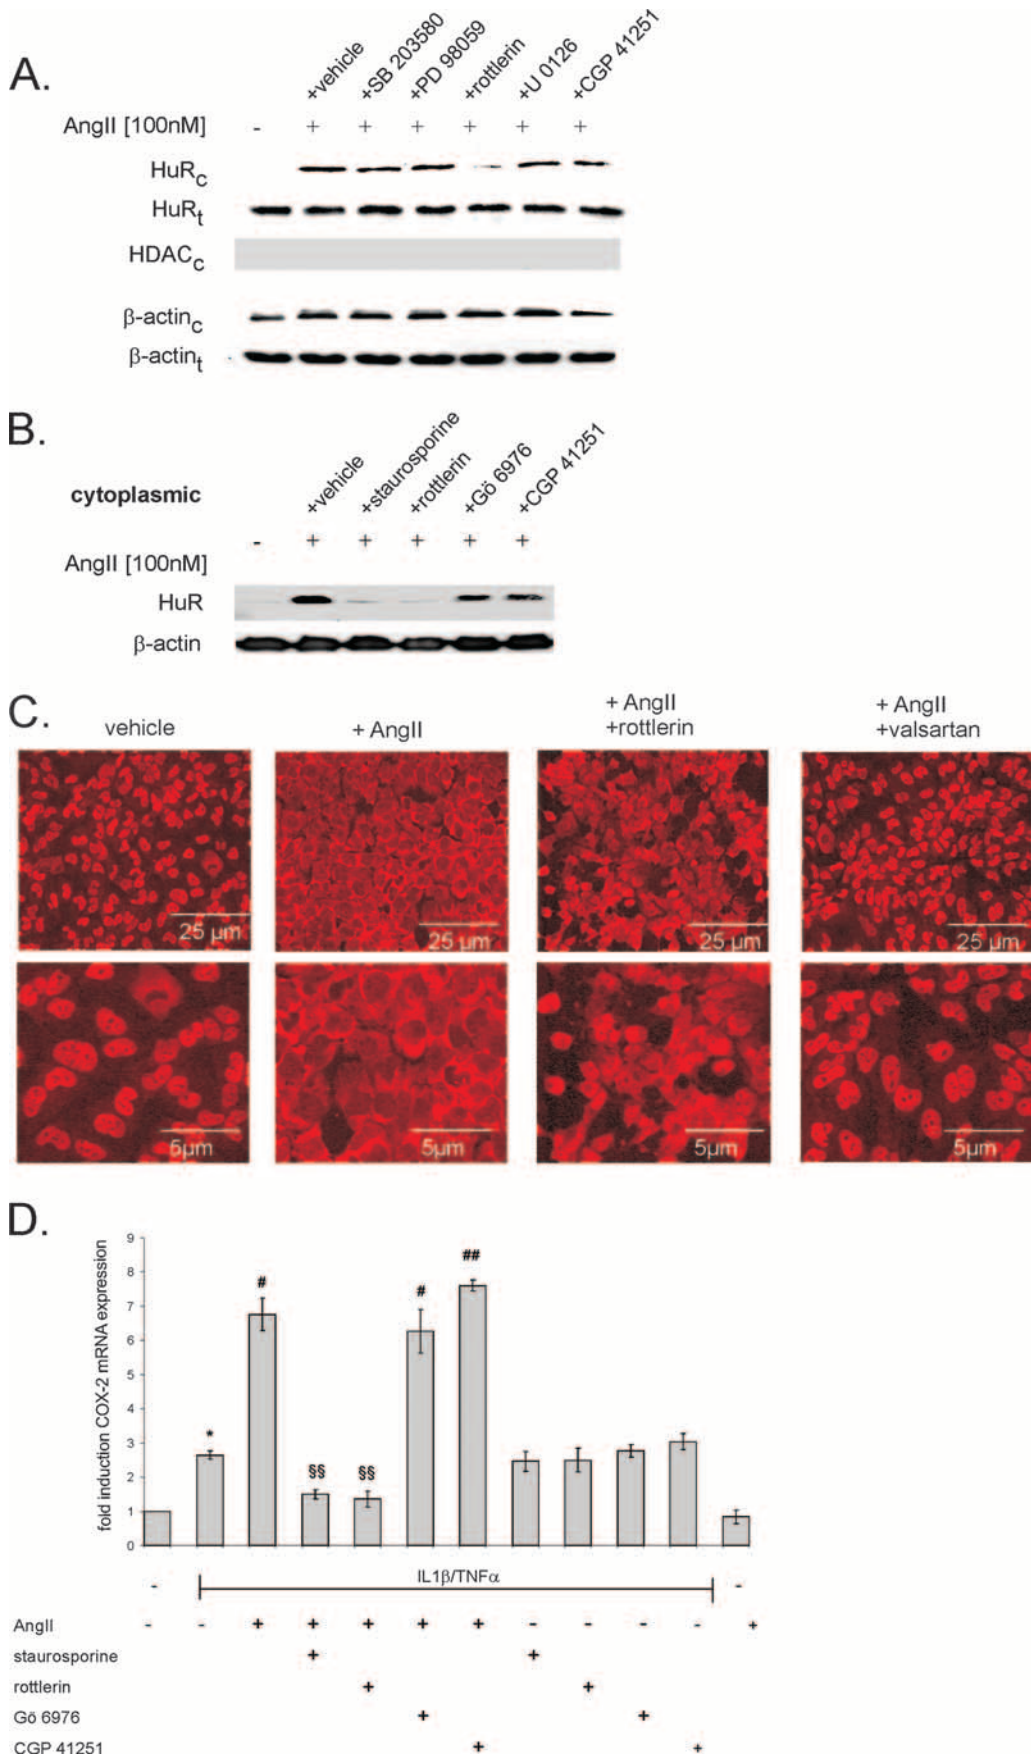 A.
+vehicle
+SB 203580
+PD 98059
+rottlerin
+U 0126
+CGP 41251
AngII [100nM] - + + + + + +
HuRc
HuRt
HDACc
β-actinc
β-actint
B.
cytoplasmic
+vehicle
+staurosporine
+rottlerin
+Gö 6976
+CGP 41251
- + + + + +
AngII [100nM]
HuR
β-actin
C.
vehicle
+ AngII
+ AngII
+rottlerin
+ AngII
+valsartan
25 µm
25 µm
25 µm
25 µm
5µm
5µm
5µm
5µm
D.
fold induction COX-2 mRNA expression
9
8
7
6
5
4
3
2
1
0
*
#
§§
§§
#
##
- IL1β/TNFα -
AngII - - + + + + + - - - - +
staurosporine + +
rottlerin + +
Gö 6976 + +
CGP 41251 + +